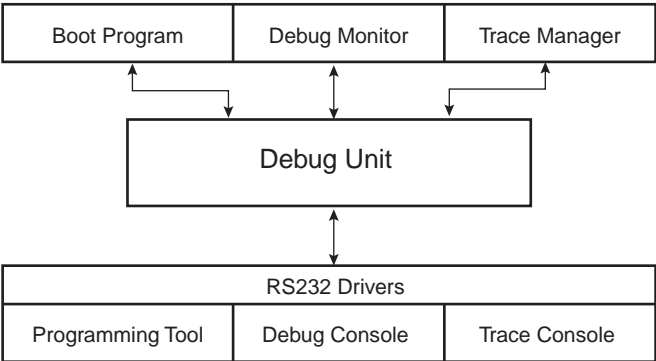 Boot Program
Debug Monitor
Trace Manager
Debug Unit
RS232 Drivers
Programming Tool
Debug Console
Trace Console